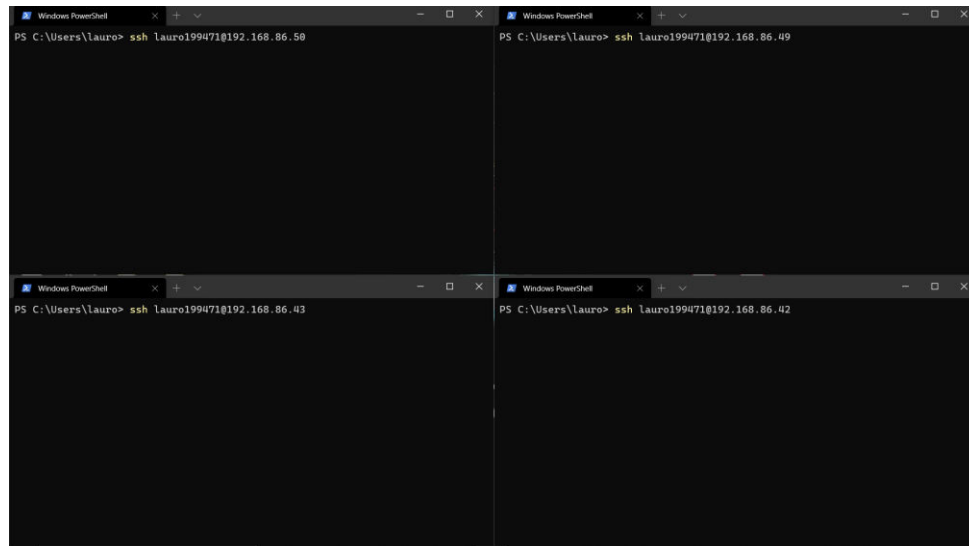 Windows PowerShell
PS C:\Users\lauro> ssh lauro199471@192.168.86.50
Windows PowerShell
PS C:\Users\lauro> ssh lauro199471@192.168.86.49
Windows PowerShell
PS C:\Users\lauro> ssh lauro199471@192.168.86.43
Windows PowerShell
PS C:\Users\lauro> ssh lauro199471@192.168.86.42